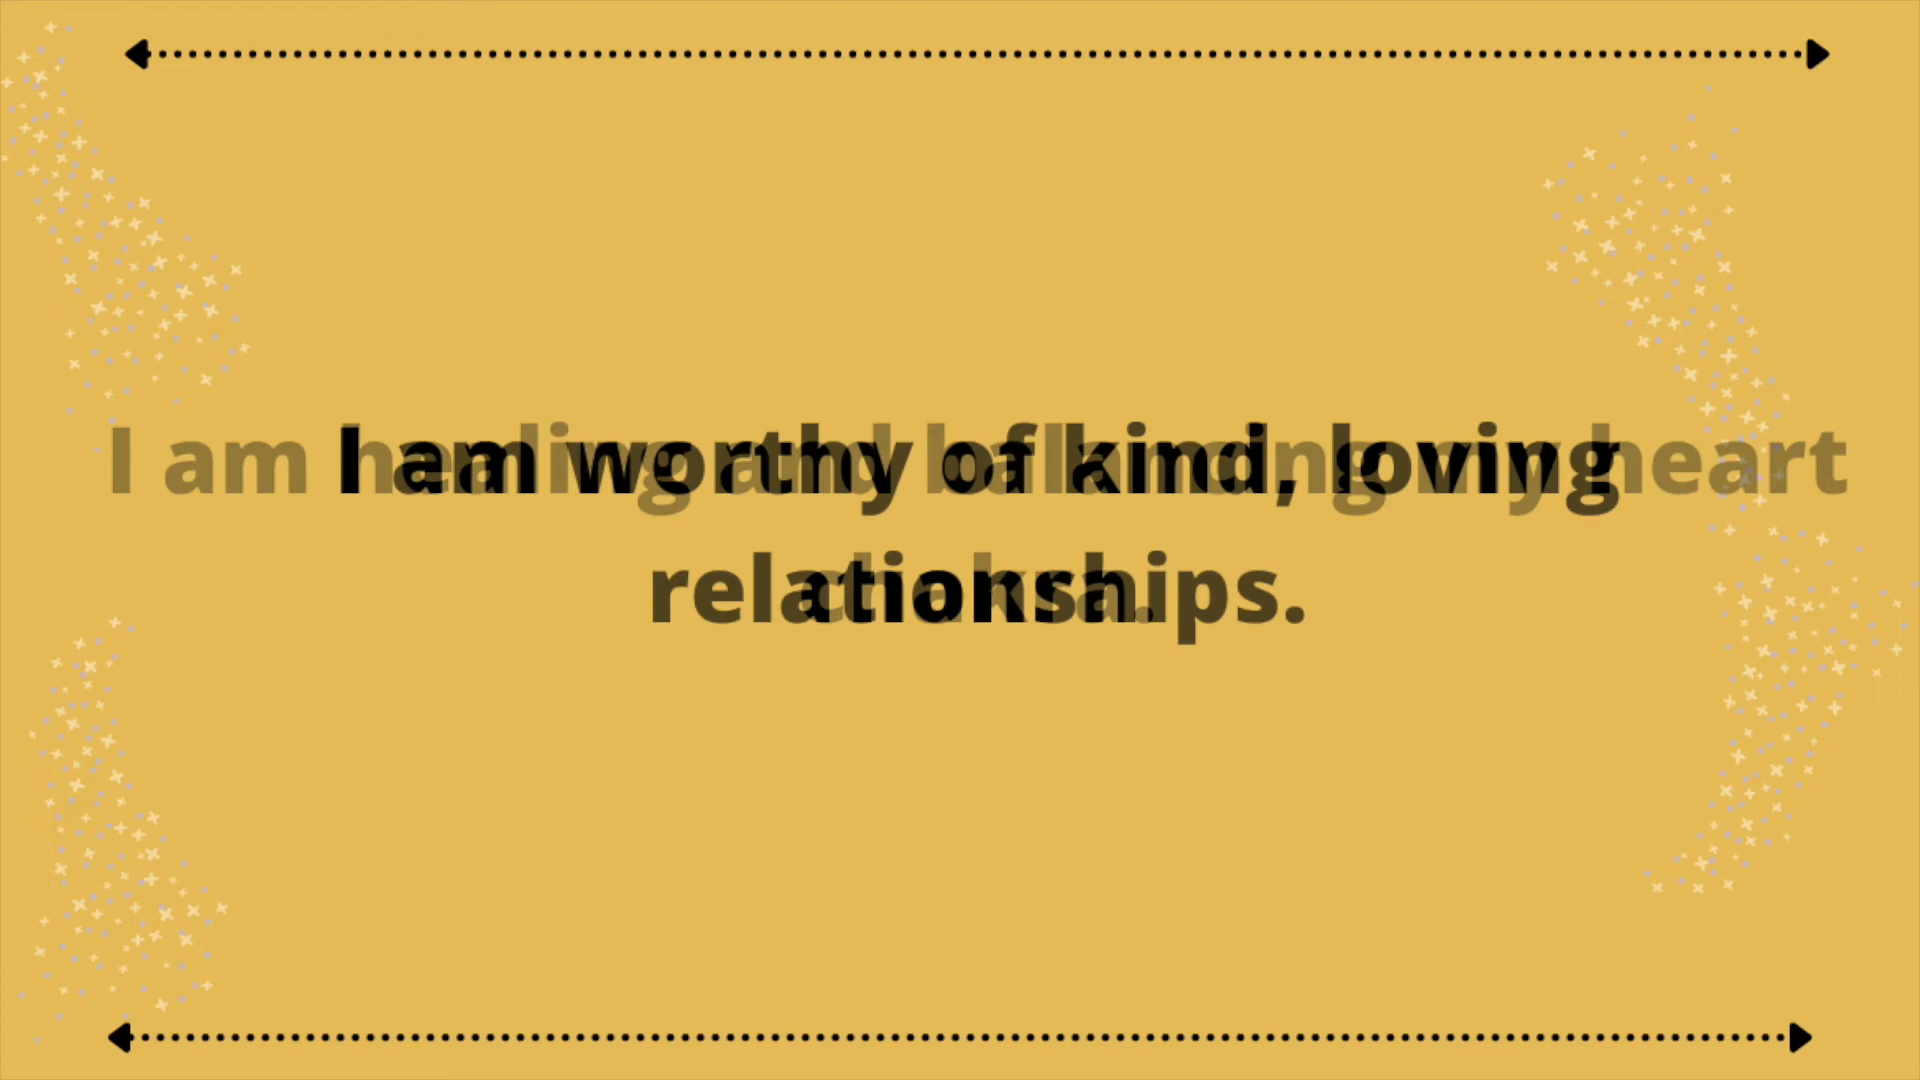 I am worthy of kind, loving
relationships.
I am healing and balancing my heart
chakra.